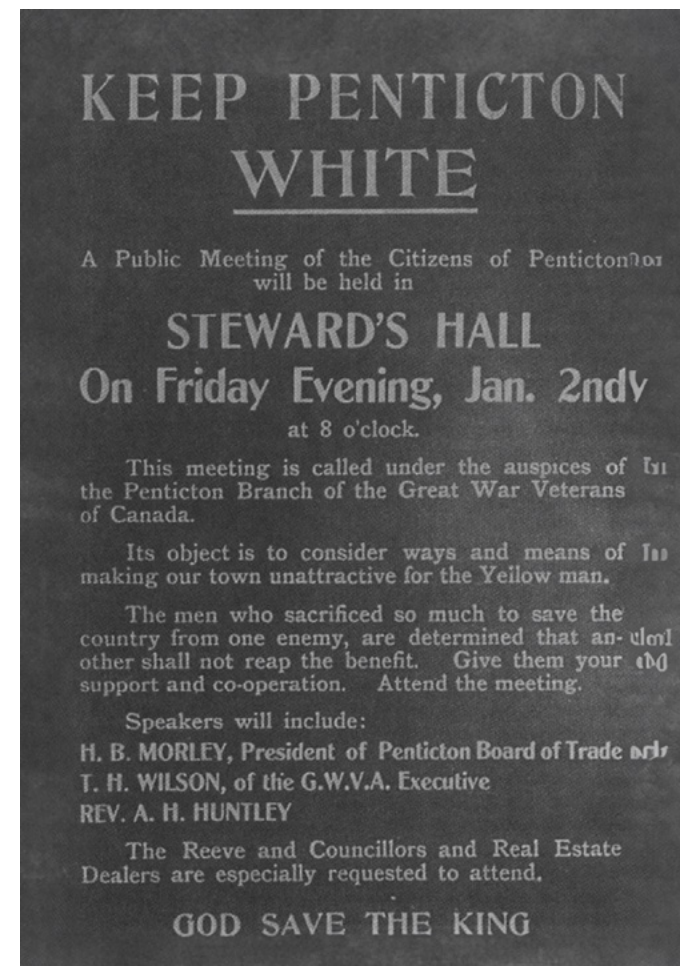 KEEP PENTICTON
WHITE
A Public Meeting of the Citizens of Penticton
will be held in
STEWARD'S HALL
On Friday Evening, Jan. 2nd
at 8 o'clock.
This meeting is called under the auspices of
the Penticton Branch of the Great War Veterans
of Canada.
Its object is to consider ways and means of
making our town unattractive for the Yellow man.
The men who sacrificed so much to save the
country from one enemy, are determined that an-
other shall not reap the benefit. Give them your
support and co-operation. Attend the meeting.
Speakers will include:
H. B. MORLEY, President of Penticton Board of Trade
T. H. WILSON, of the G.W.V.A. Executive
REV. A. H. HUNTLEY
The Reeve and Councillors and Real Estate
Dealers are especially requested to attend.
GOD SAVE THE KING